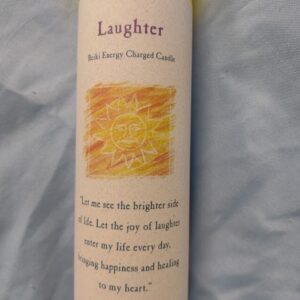 Laughter
Reiki Energy Charged Candle
"Let me see the brighter side
of life. Let the joy of laughter
enter my life every day,
bringing happiness and healing
to my heart."